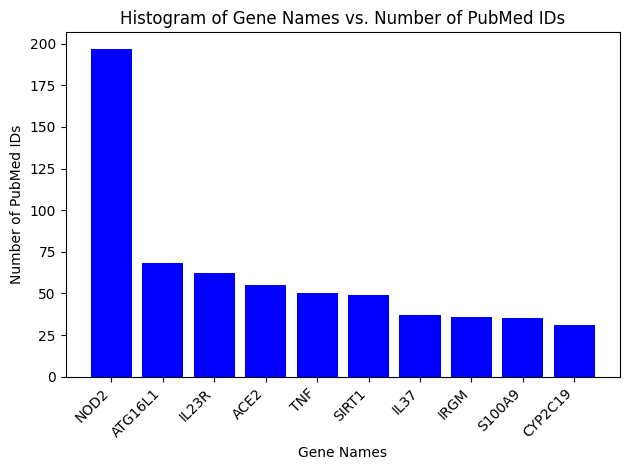 Histogram of Gene Names vs. Number of PubMed IDs
Number of PubMed IDs
200
175
150
125
100
75
50
25
0
NOD2
ATG16L1
IL23R
ACE2
TNF
SIRT1
IL37
IRGM
S100A9
CYP2C19
Gene Names